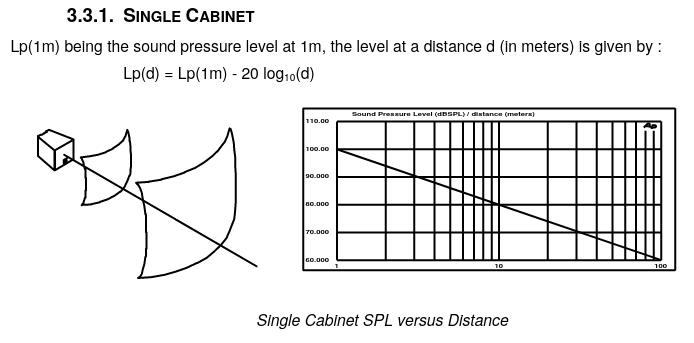 3.3.1. SINGLE CABINET
Lp(1m) being the sound pressure level at 1m, the level at a distance d (in meters) is given by :
Lp(d) = Lp(1m) - 20 log₁₀(d)
Sound Pressure Level (dBSPL) / distance (meters)
110.00
Ap
100.00
90.000
80.000
70.000
60.000
1
10
100
Single Cabinet SPL versus Distance